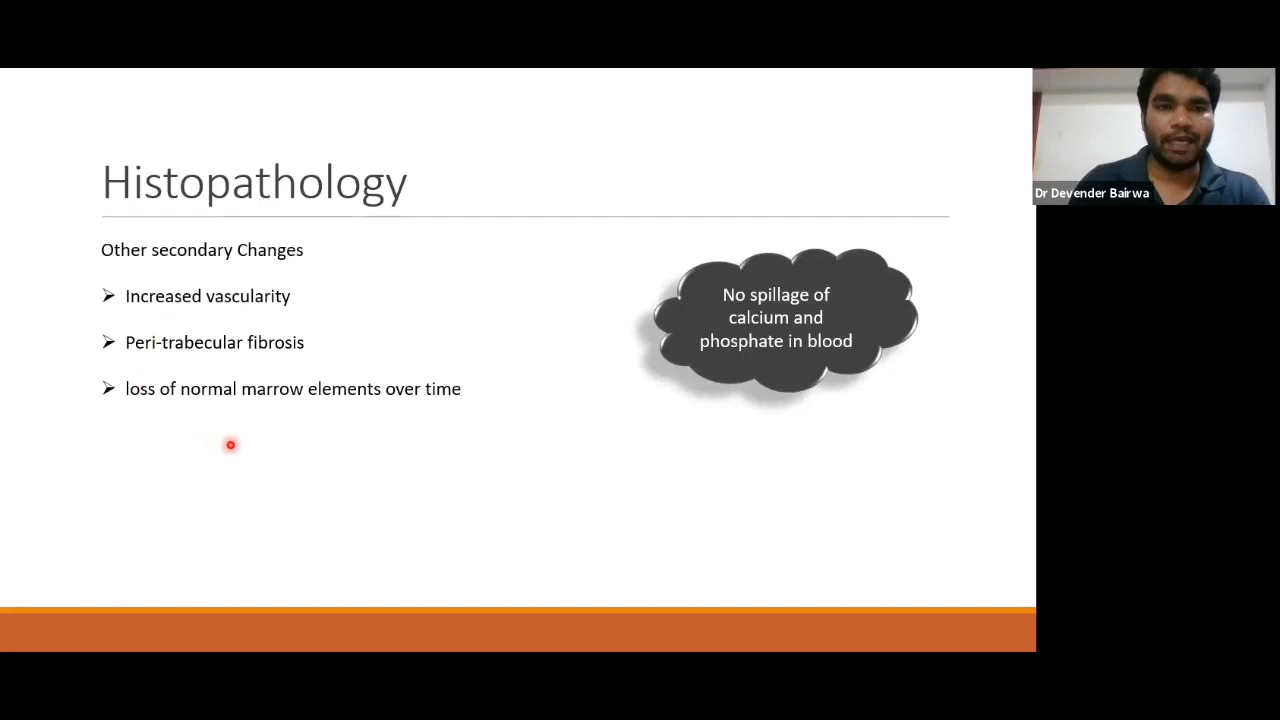 Histopathology
Other secondary Changes
Increased vascularity
Peri-trabecular fibrosis
loss of normal marrow elements over time
No spillage of
calcium and
phosphate in blood
Dr Devender Bairwa